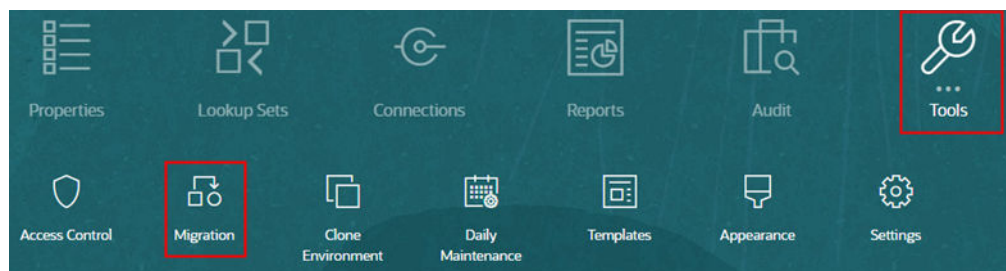 Properties
Lookup Sets
Connections
Reports
Audit
Tools
Access Control
Migration
Clone
Environment
Daily
Maintenance
Templates
Appearance
Settings